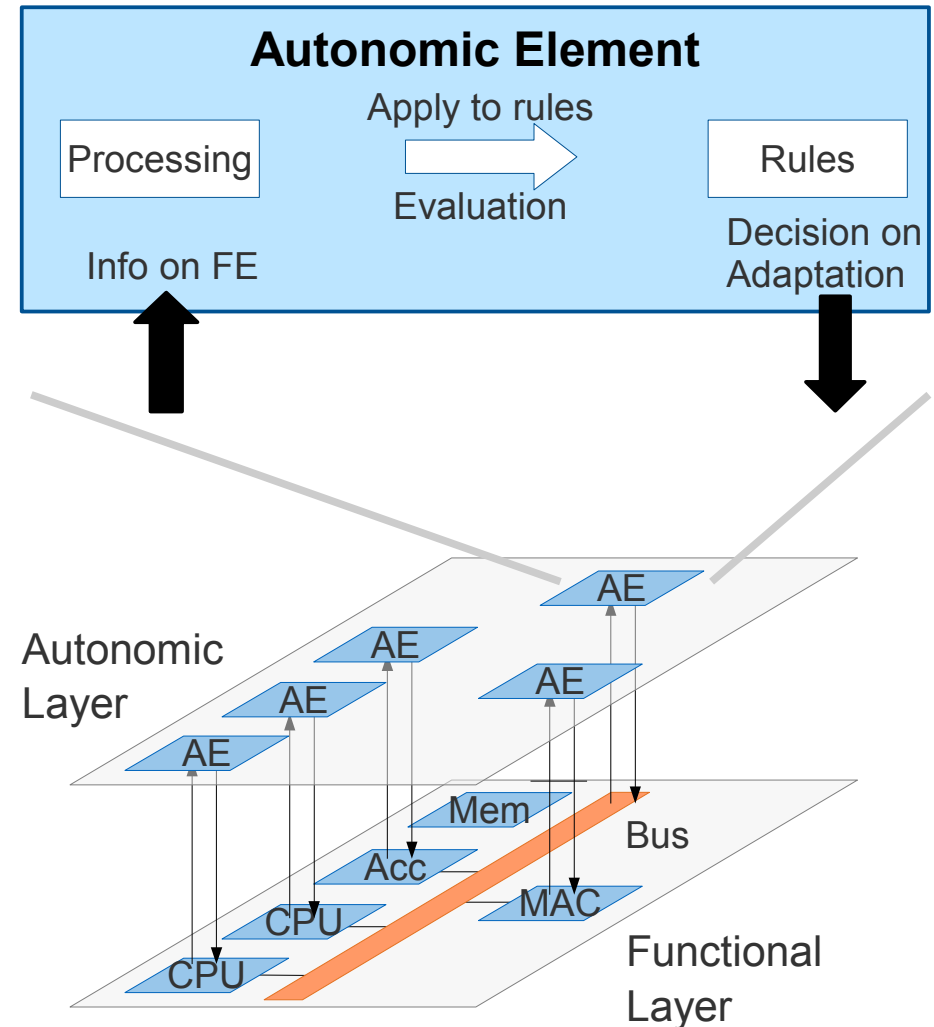 Autonomic Element
Apply to rules
Processing
Rules
Evaluation
Decision on
Adaptation
Info on FE
AE
AE
Autonomic
Layer
AE
AE
AE
Mem
Bus
Acc
MAC
CPU
Functional
Layer
CPU